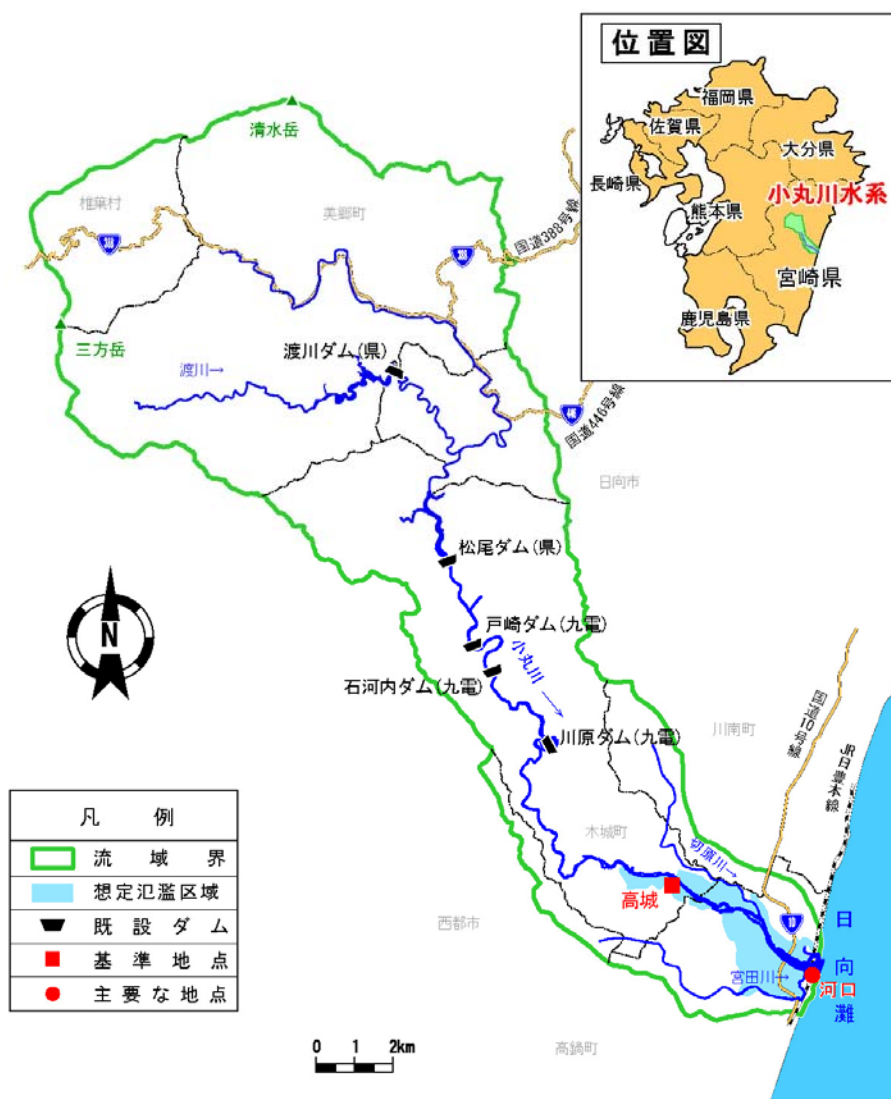 位置図
福岡県
佐賀県
大分県
長崎県
小丸川水系
熊本県
宮崎県
鹿児島県
清水岳
椎葉村
美郷町
388
国道388号線
388
三方岳
渡川ダム(県)
渡川→
446
国道446号線
日向市
松尾ダム(県)
N
戸崎ダム(九電)
小丸川→
石河内ダム(九電)
川南町
国道10号線
川原ダム(九電)
JR日豊本線
凡例
流域界
想定氾濫区域
既設ダム
基準地点
主要な地点
木城町
切原川→
高城
西都市
10
日向灘
宮田川→
河口
高鍋町
0 1 2km